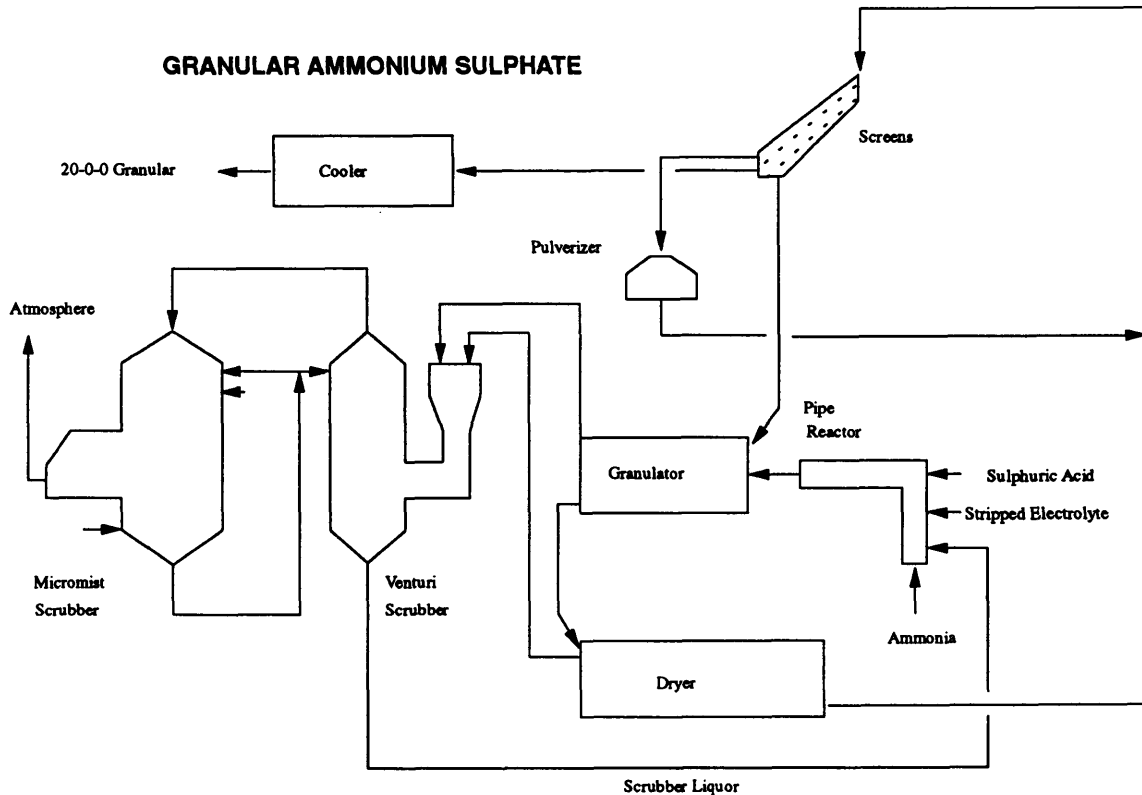 GRANULAR AMMONIUM SULPHATE
Screens
20-0-0 Granular
Cooler
Pulverizer
Atmosphere
Pipe
Reactor
Granulator
Sulphuric Acid
Stripped Electrolyte
Micromist
Scrubber
Venturi
Scrubber
Ammonia
Dryer
Scrubber Liquor